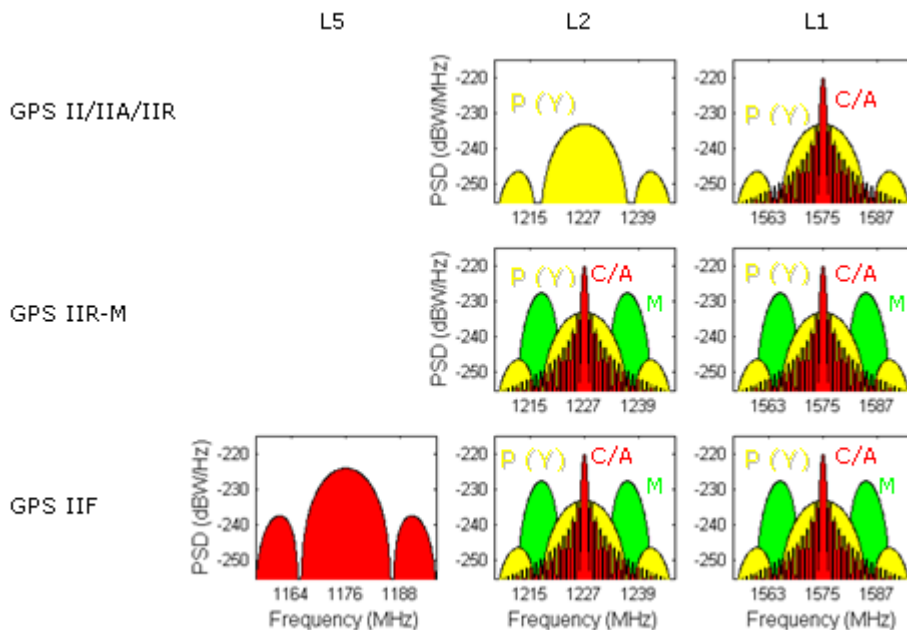 L5 L2 L1
GPS II/IIA/IIR
PSD (dBW/MHz)
-220
-230
-240
-250
P (Y)
1215 1227 1239
-220
-230
-240
-250
P (Y)
C/A
1563 1575 1587
GPS IIR-M
PSD (dBW/Hz)
-220
-230
-240
-250
P (Y)
C/A
M
1215 1227 1239
-220
-230
-240
-250
P (Y)
C/A
M
1563 1575 1587
GPS IIF
PSD (dBW/Hz)
-220
-230
-240
-250
1164 1176 1188
Frequency (MHz)
PSD (dBW/Hz)
-220
-230
-240
-250
P (Y)
C/A
M
1215 1227 1239
Frequency (MHz)
-220
-230
-240
-250
P (Y)
C/A
M
1563 1575 1587
Frequency (MHz)